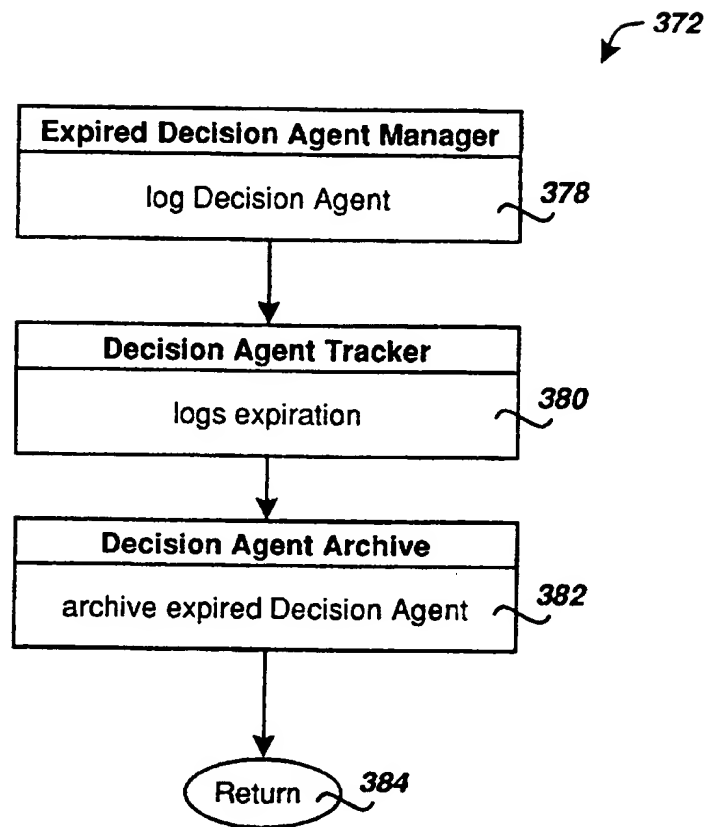 372
Expired Decision Agent Manager
log Decision Agent
378
Decision Agent Tracker
logs expiration
380
Decision Agent Archive
archive expired Decision Agent
382
Return
384